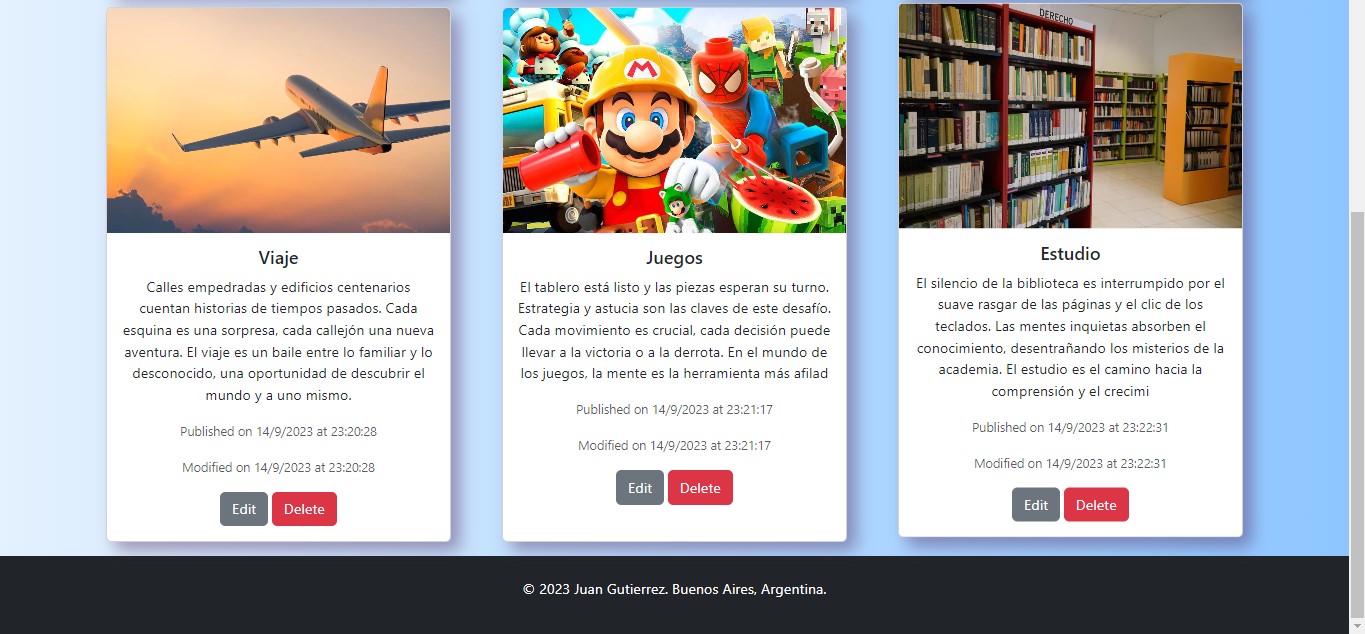 Viaje
Calles empedradas y edificios centenarios
cuentan historias de tiempos pasados. Cada
esquina es una sorpresa, cada callejón una nueva
aventura. El viaje es un baile entre lo familiar y lo
desconocido, una oportunidad de descubrir el
mundo y a uno mismo.
Published on 14/9/2023 at 23:20:28
Modified on 14/9/2023 at 23:20:28
Edit Delete
M
Juegos
El tablero está listo y las piezas esperan su turno.
Estrategia y astucia son las claves de este desafío.
Cada movimiento es crucial, cada decisión puede
llevar a la victoria o a la derrota. En el mundo de
los juegos, la mente es la herramienta más afilad
Published on 14/9/2023 at 23:21:17
Modified on 14/9/2023 at 23:21:17
Edit Delete
DERECHO
Estudio
El silencio de la biblioteca es interrumpido por el
suave rasgar de las páginas y el clic de los
teclados. Las mentes inquietas absorben el
conocimiento, desentrañando los misterios de la
academia. El estudio es el camino hacia la
comprensión y el crecimi
Published on 14/9/2023 at 23:22:31
Modified on 14/9/2023 at 23:22:31
Edit Delete
© 2023 Juan Gutierrez. Buenos Aires, Argentina.